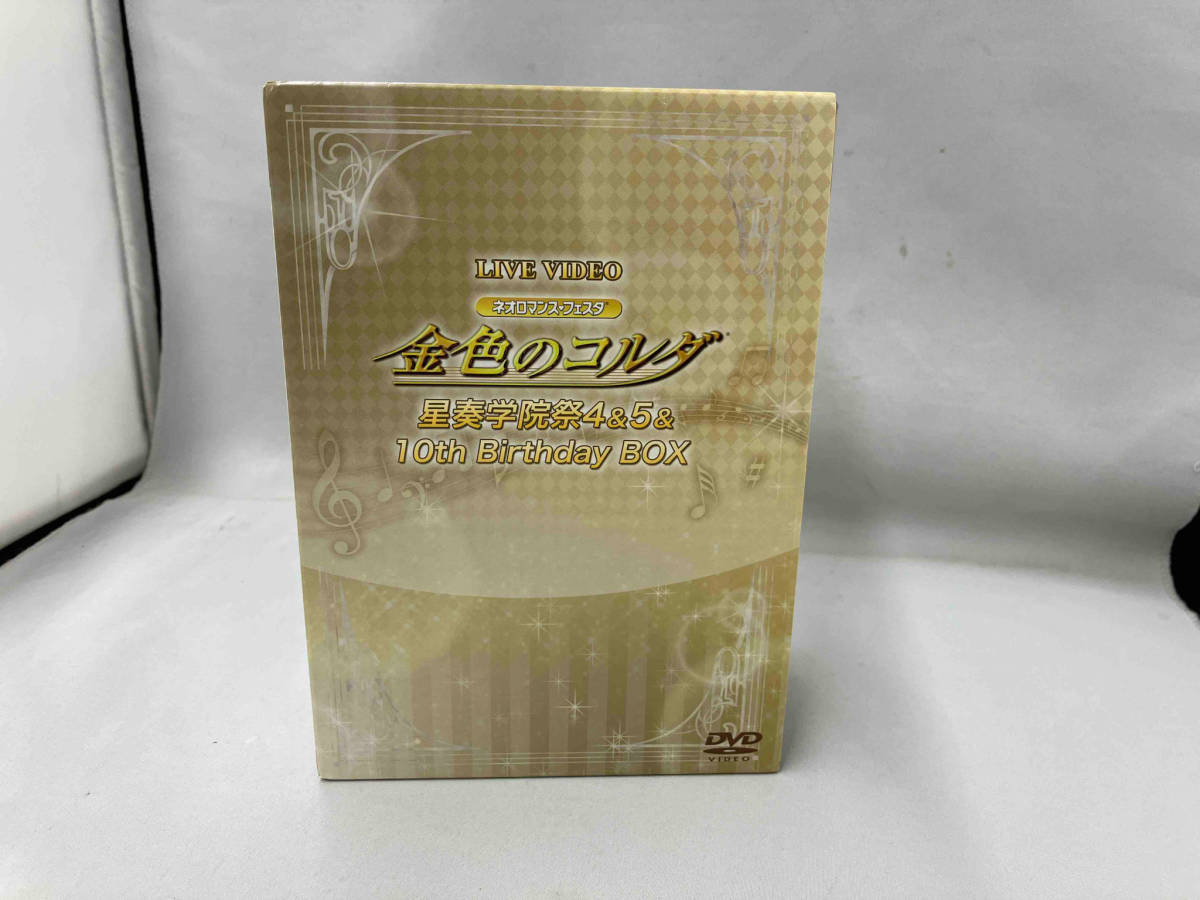 LIVE VIDEO
ネオロマンス・フェスタ
金色のコルダ
星奏学院祭4&5&
10th Birthday BOX
DVD
VIDEO